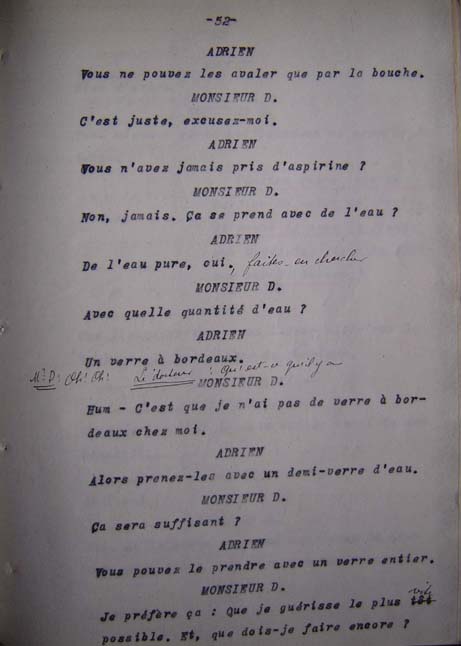 -52-
ADRIEN
Vous ne pouvez les avaler que par la bouche.
MONSIEUR D.
C'est juste, excusez-moi.
ADRIEN
Vous n'avez jamais pris d'aspirine ?
MONSIEUR D.
Non, jamais. Ça se prend avec de l'eau ?
ADRIEN
De l'eau pure, oui., faites-en chercher
MONSIEUR D.
Avec quelle quantité d'eau ?
ADRIEN
Un verre à bordeaux.
Mr D: Oh! Oh! Le docteur : Qu'est-ce qu'il y a
MONSIEUR D.
Hum - C'est que je n'ai pas de verre à bor-
deaux chez moi.
ADRIEN
Alors prenez-les avec un demi-verre d'eau.
MONSIEUR D.
Ça sera suffisant ?
ADRIEN
Vous pouvez le prendre avec un verre entier.
MONSIEUR D.
vite
Je préfère ça : Que je guérisse le plus tôt
possible. Et, que dois-je faire encore ?